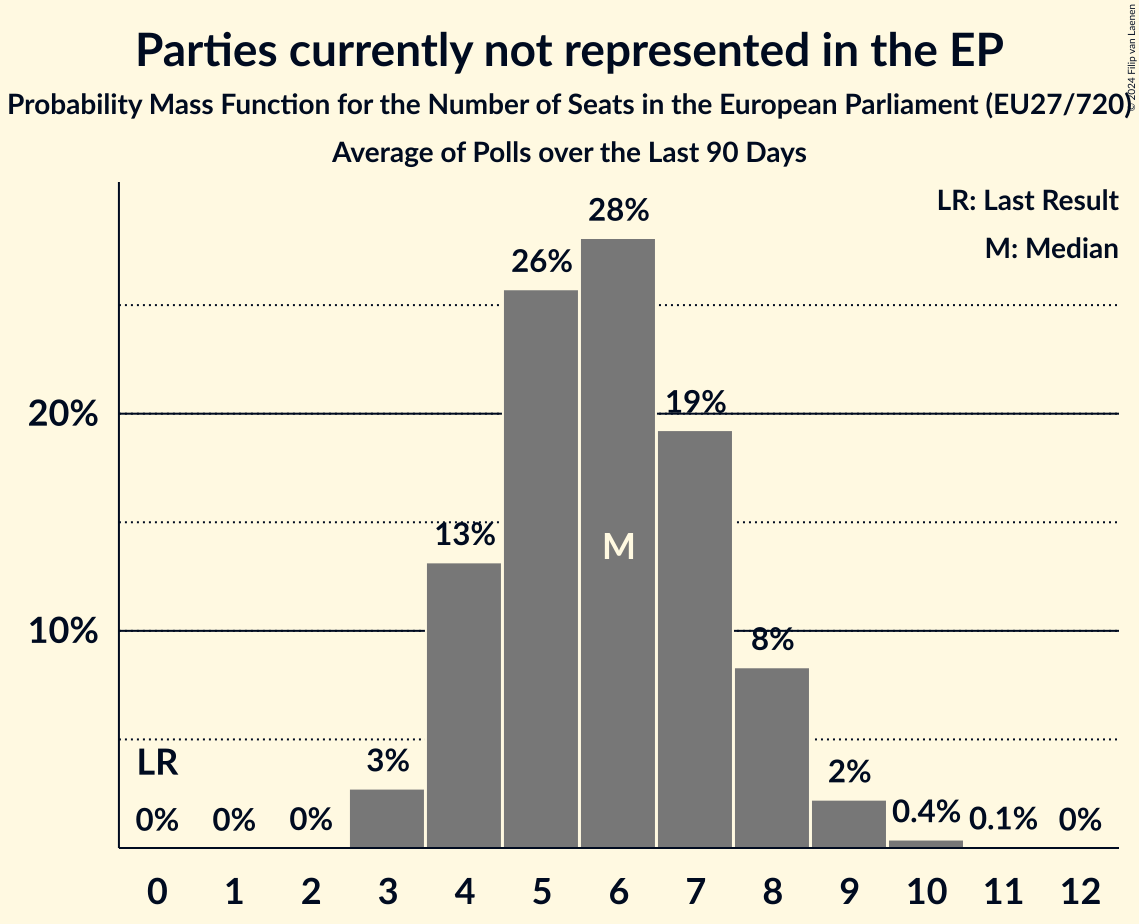 Parties currently not represented in the EP
Probability Mass Function for the Number of Seats in the European Parliament (EU27/720)
Average of Polls over the Last 90 Days
© 2024 Filip van Laenen
LR: Last Result
M: Median
28%
26%
20%
19%
13%
M
10%
8%
LR
3%
2%
0% 0% 0% 0.4% 0.1% 0%
0 1 2 3 4 5 6 7 8 9 10 11 12